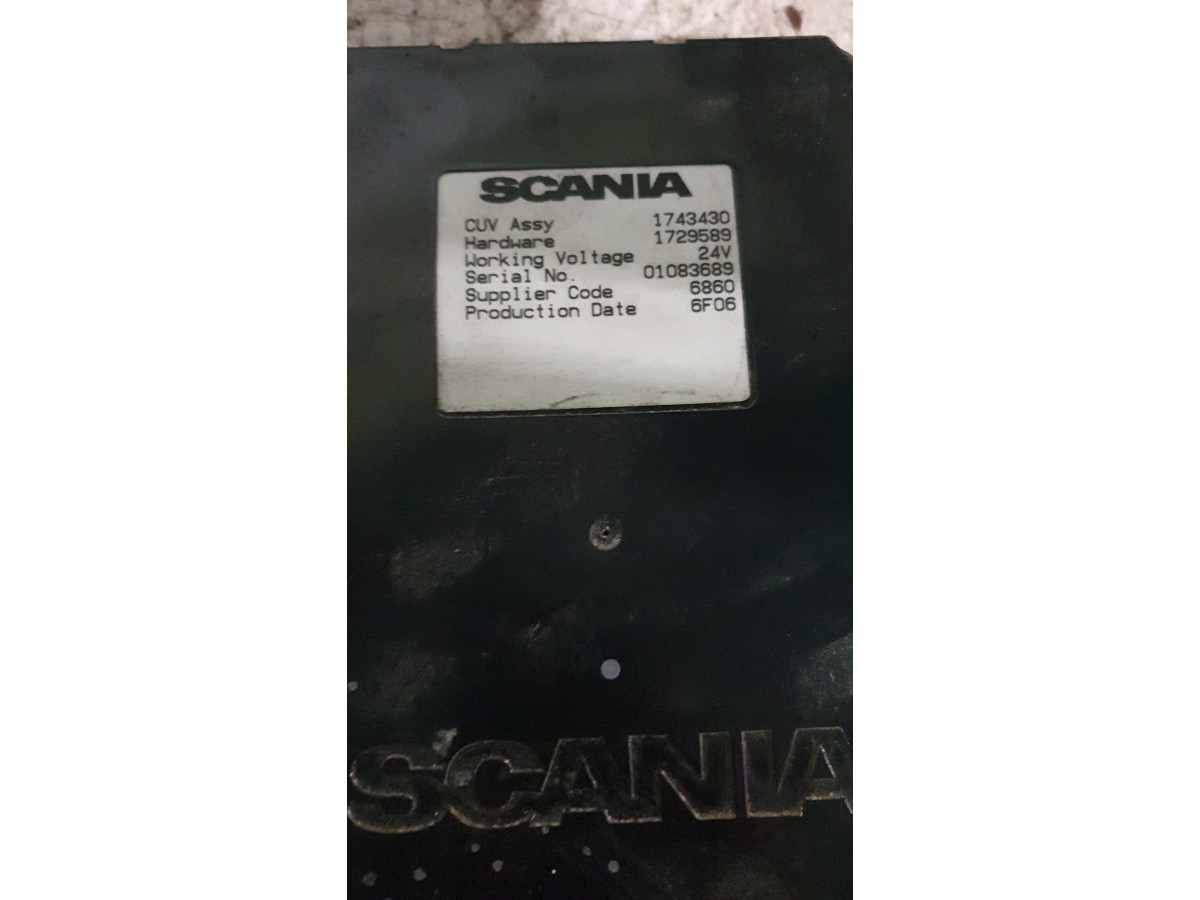 SCANIA
CUV Assy 1743430
Hardware 1729589
Working Voltage 24V
Serial No. 01083689
Supplier Code 6860
Production Date 6F06
SCANIA